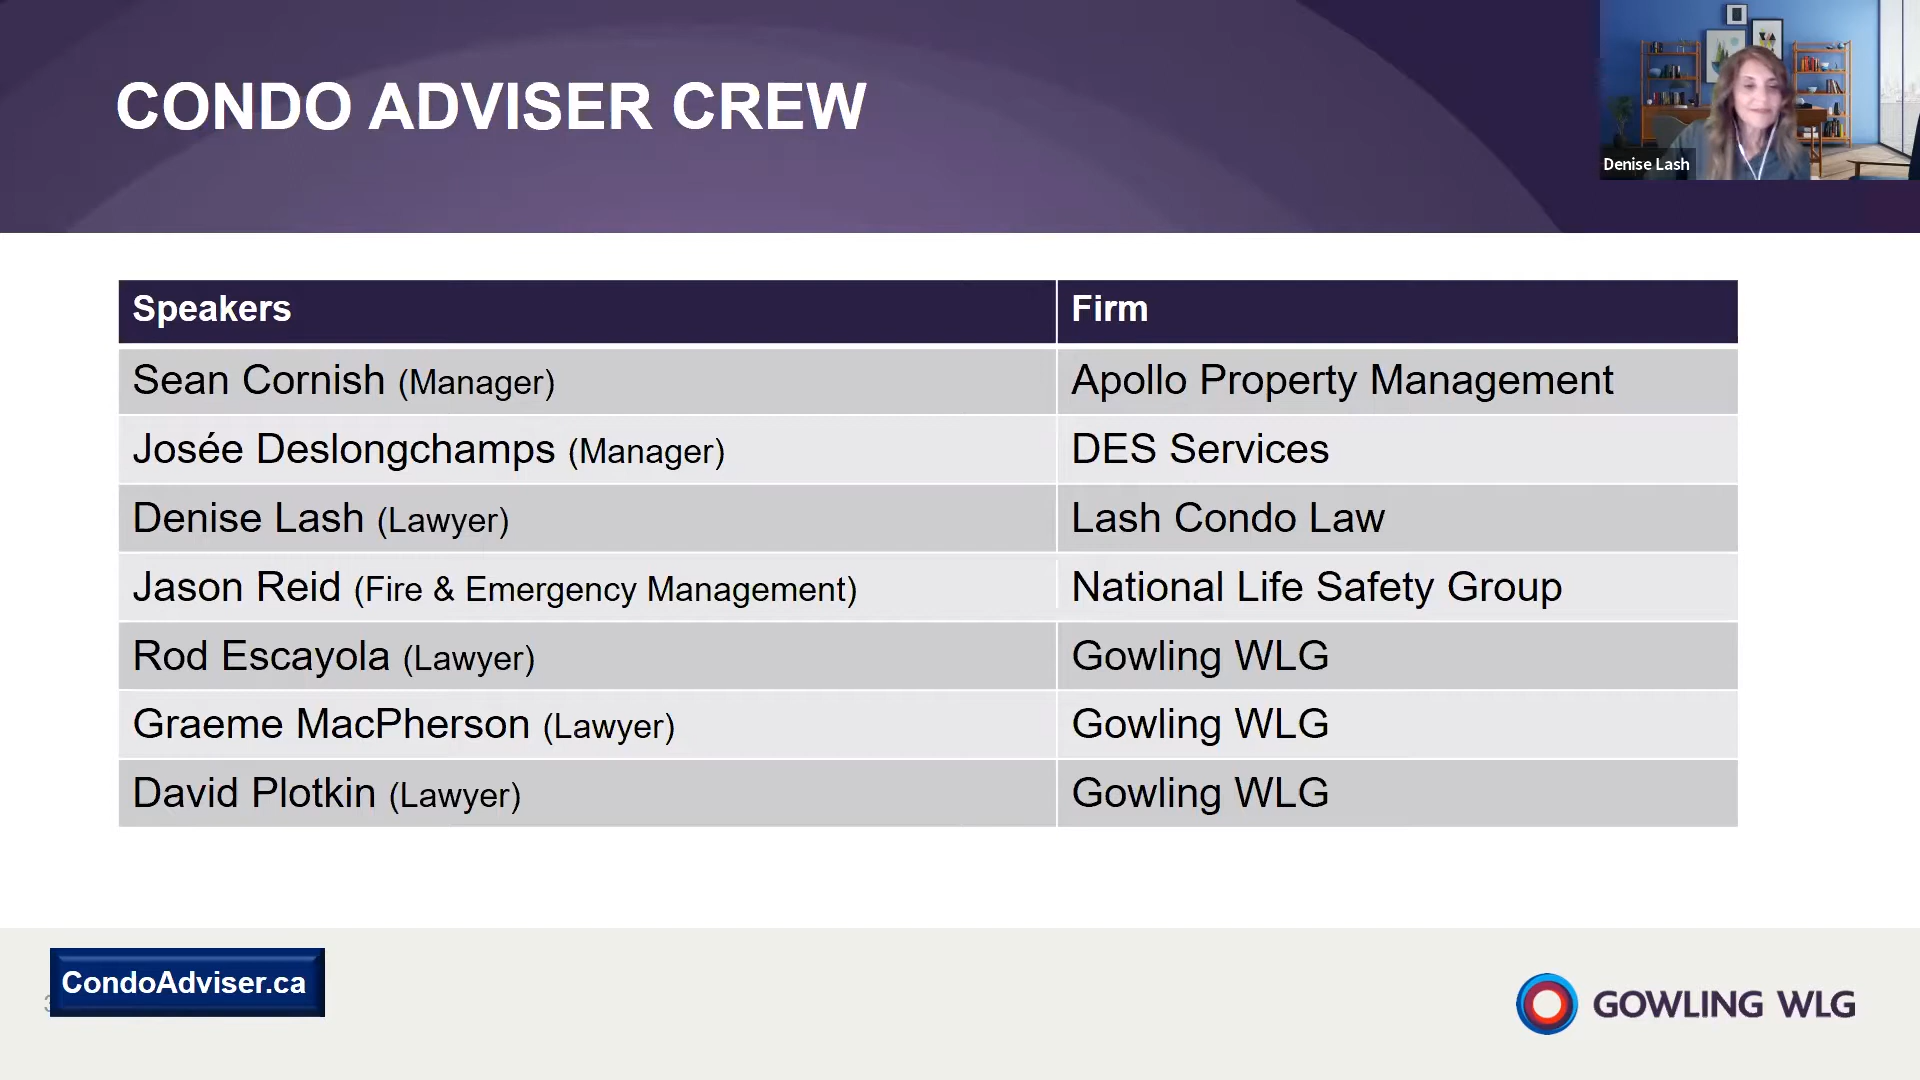 CONDO ADVISER CREW
Denise Lash
Speakers Firm
Sean Cornish (Manager) Apollo Property Management
Josée Deslongchamps (Manager) DES Services
Denise Lash (Lawyer) Lash Condo Law
Jason Reid (Fire & Emergency Management) National Life Safety Group
Rod Escayola (Lawyer) Gowling WLG
Graeme MacPherson (Lawyer) Gowling WLG
David Plotkin (Lawyer) Gowling WLG
CondoAdviser.ca
GOWLING WLG